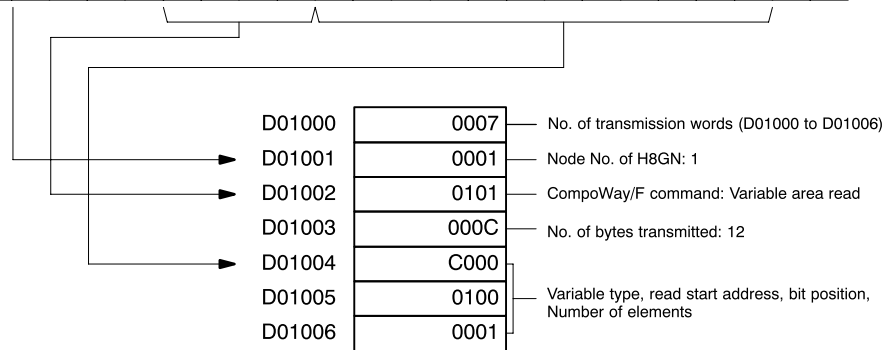 D01000 0007 No. of transmission words (D01000 to D01006)
D01001 0001 Node No. of H8GN: 1
D01002 0101 CompoWay/F command: Variable area read
D01003 000C No. of bytes transmitted: 12
D01004 C000
D01005 0100 Variable type, read start address, bit position,
Number of elements
D01006 0001